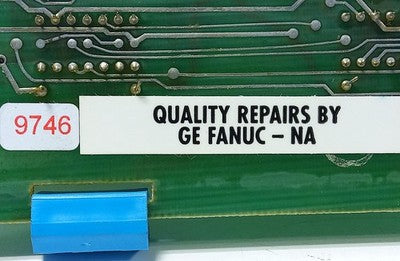 9746
QUALITY REPAIRS BY
GE FANUC – NA